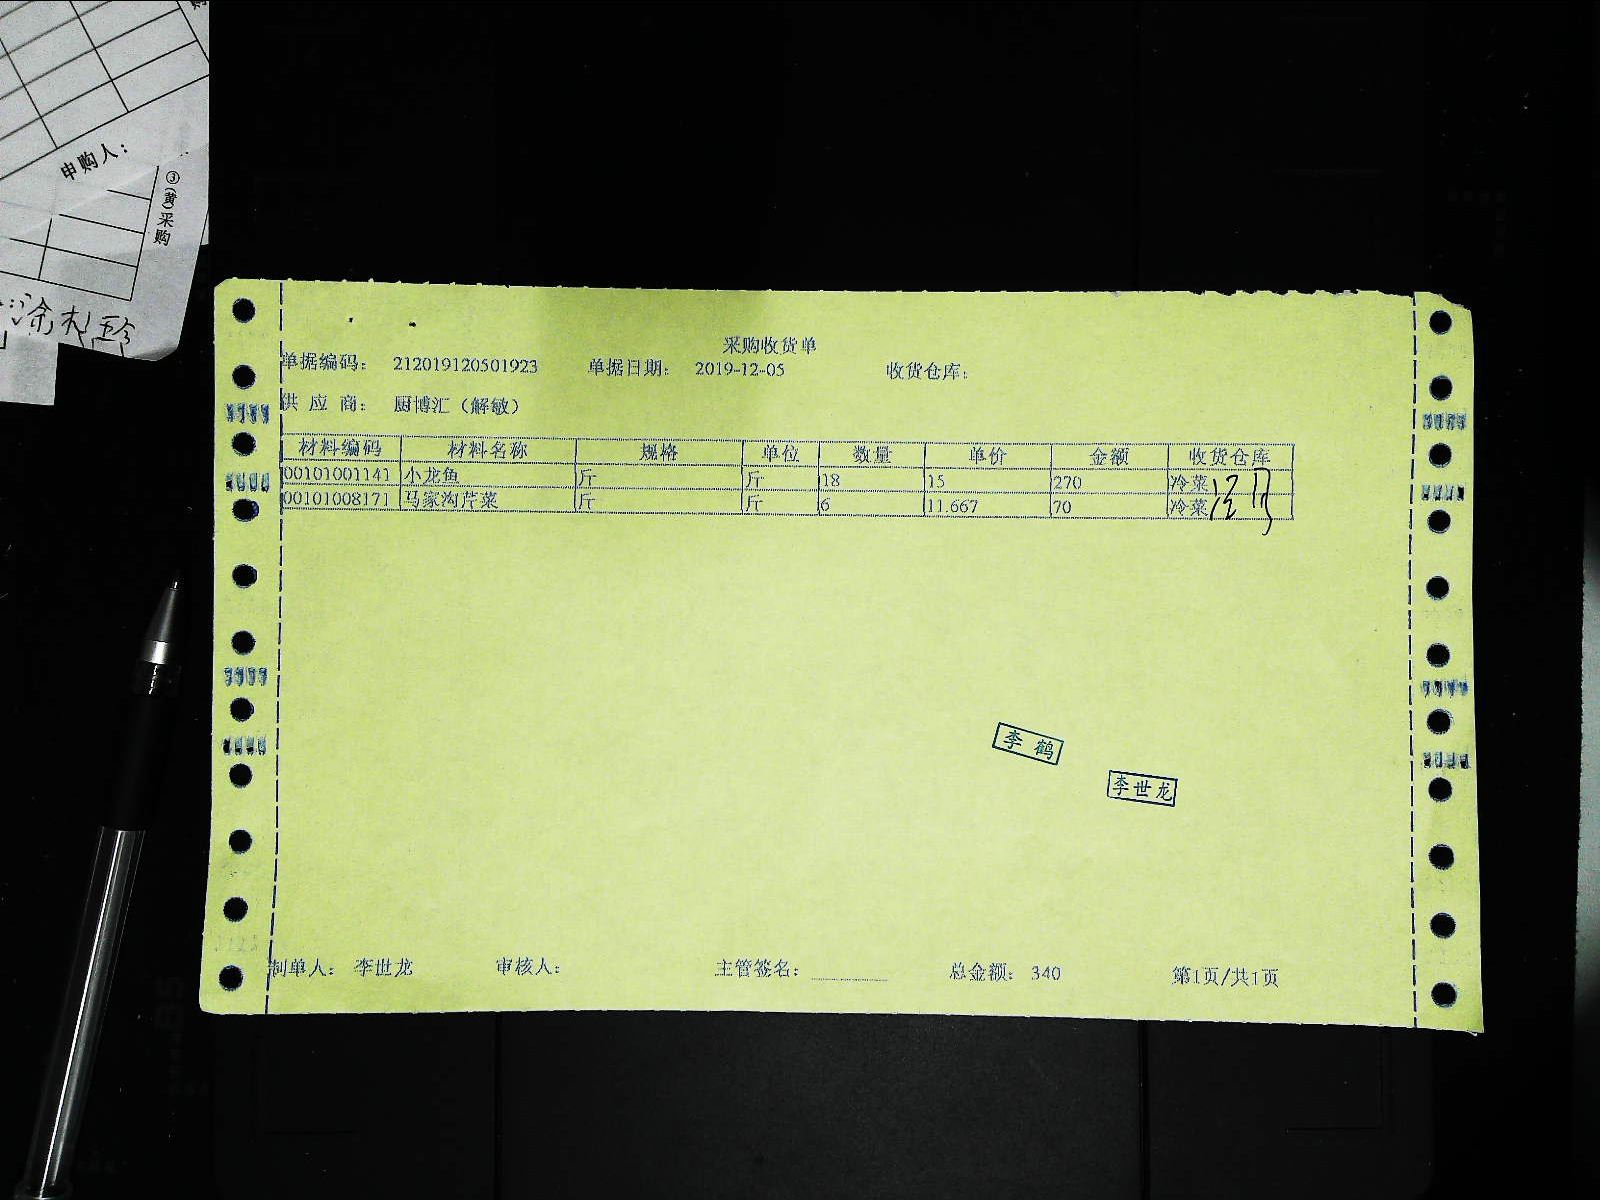 申购人：
③(黄)采购
采购收货单
单据编码： 212019120501923 单据日期： 2019-12-05 收货仓库：
供 应 商： 厨博汇（解敏）
材料编码 材料名称 规格 单位 数量 单价 金额 收货仓库
00101001141 小龙鱼 斤 斤 18 15 270 冷菜
00101008171 马家沟芹菜 斤 斤 6 11.667 70 冷菜
李 鹤
李世龙
制单人： 李世龙 审核人： 主管签名： 总金额： 340 第1页/共1页